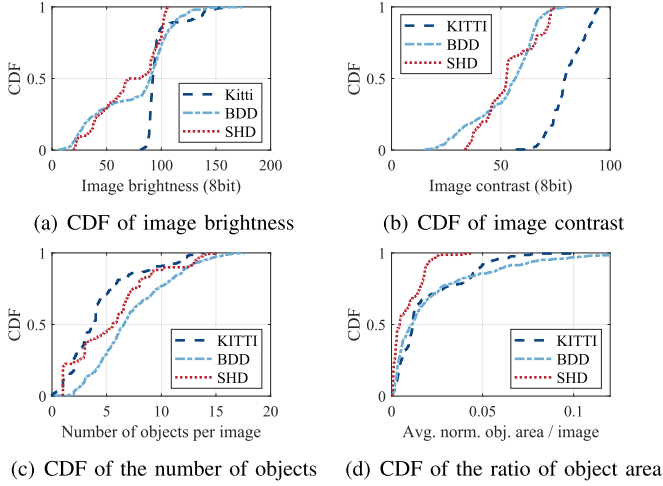 1
0.5
0
CDF
0 50 100 150 200
Image brightness (8bit)
Kitti
BDD
SHD
(a) CDF of image brightness
1
0.5
0
CDF
0 50 100
Image contrast (8bit)
KITTI
BDD
SHD
(b) CDF of image contrast
1
0.5
0
CDF
0 5 10 15 20
Number of objects per image
KITTI
BDD
SHD
(c) CDF of the number of objects
1
0.5
0
CDF
0 0.05 0.1
Avg. norm. obj. area / image
KITTI
BDD
SHD
(d) CDF of the ratio of object area